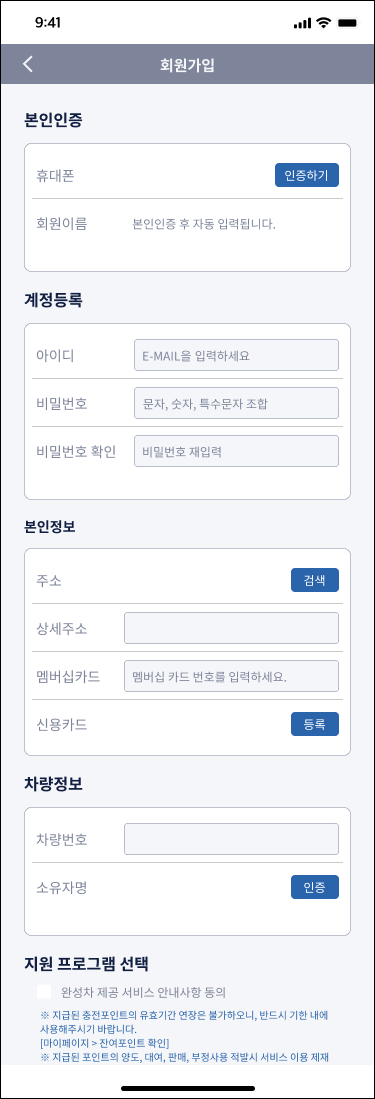 9:41
회원가입
본인인증
휴대폰 인증하기
회원이름 본인인증 후 자동 입력됩니다.
계정등록
아이디 E-MAIL을 입력하세요
비밀번호 문자, 숫자, 특수문자 조합
비밀번호 확인 비밀번호 재입력
본인정보
주소 검색
상세주소
멤버십카드 멤버십 카드 번호를 입력하세요.
신용카드 등록
차량정보
차량번호
소유자명 인증
지원 프로그램 선택
완성차 제공 서비스 안내사항 동의
※ 지급된 충전포인트의 유효기간 연장은 불가하오니, 반드시 기한 내에
사용해주시기 바랍니다.
[마이페이지 > 잔여포인트 확인]
※ 지급된 포인트의 양도, 대여, 판매, 부정사용 적발시 서비스 이용 제재